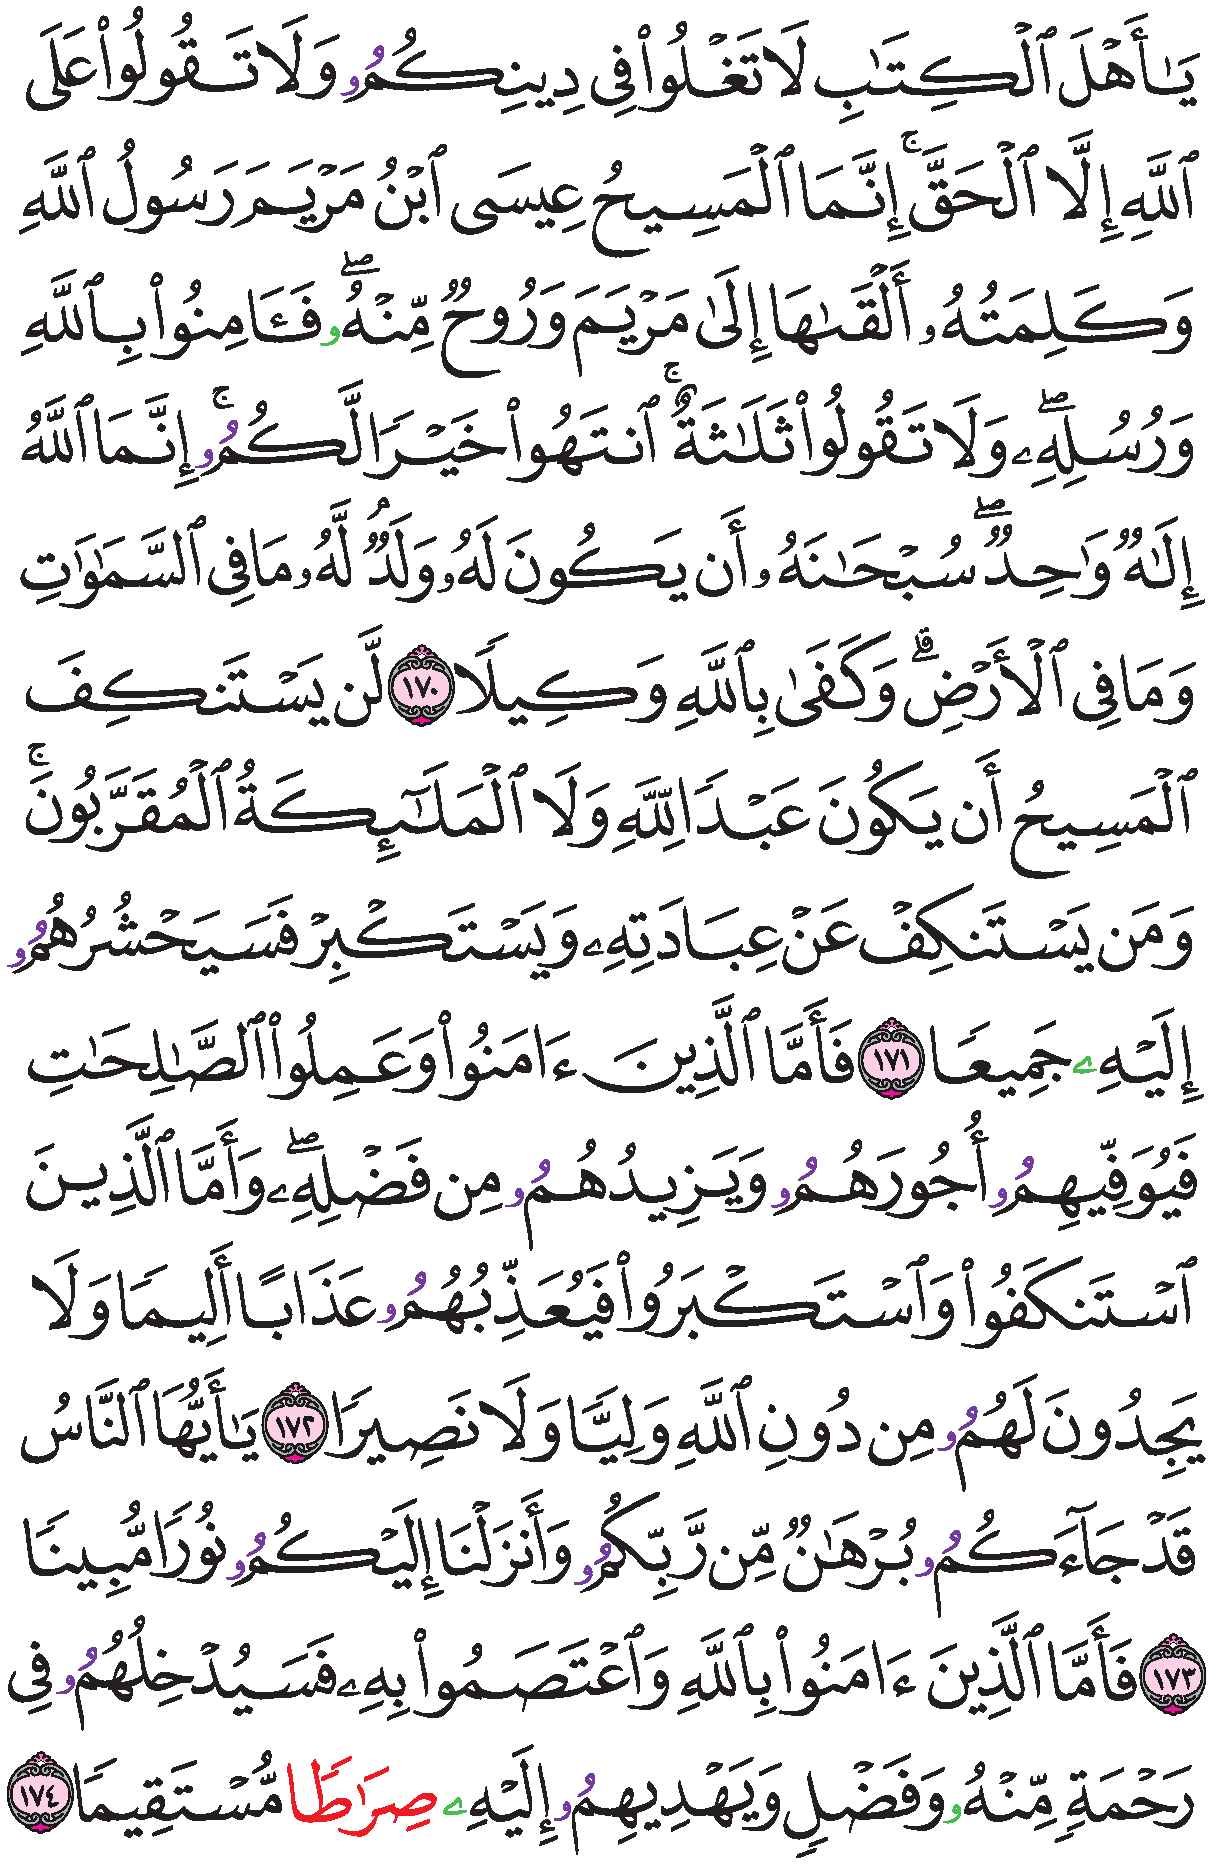 يَـٰٓأَهۡلَ ٱلۡكِتَـٰبِ لَا تَغۡلُواْ فِي دِينِكُمُۥ وَلَا تَقُولُواْ عَلَى
ٱللَّهِ إِلَّا ٱلۡحَقَّۚ إِنَّمَا ٱلۡمَسِيحُ عِيسَى ٱبۡنُ مَرۡيَمَ رَسُولُ ٱللَّهِ
وَكَلِمَتُهُۥٓ أَلۡقَىٰهَا إِلَىٰ مَرۡيَمَ وَرُوحٞ مِّنۡهُۥۖ فَـَٔامِنُواْ بِٱللَّهِ
وَرُسُلِهِۦۖ وَلَا تَقُولُواْ ثَلَـٰثَةٌۚ ٱنتَهُواْ خَيۡرٗا لَّكُمُۥۚ إِنَّمَا ٱللَّهُ
إِلَـٰهٞ وَٰحِدٞۖ سُبۡحَـٰنَهُۥٓ أَن يَكُونَ لَهُۥ وَلَدٞۘ لَّهُۥ مَا فِي ٱلسَّمَـٰوَٰتِ
وَمَا فِي ٱلۡأَرۡضِۗ وَكَفَىٰ بِٱللَّهِ وَكِيلٗا ١٧٠ لَّن يَسۡتَنكِفَ
ٱلۡمَسِيحُ أَن يَكُونَ عَبۡدٗا لِّلَّهِ وَلَا ٱلۡمَلَـٰٓئِكَةُ ٱلۡمُقَرَّبُونَۚ
وَمَن يَسۡتَنكِفۡ عَنۡ عِبَادَتِهِۦ وَيَسۡتَكۡبِرۡ فَسَيَحۡشُرُهُمُۥ
إِلَيۡهِۦ جَمِيعٗا ١٧١ فَأَمَّا ٱلَّذِينَ ءَامَنُواْ وَعَمِلُواْ ٱلصَّـٰلِحَـٰتِ
فَيُوَفِّيهِمُۥ أُجُورَهُمُۥ وَيَزِيدُهُمُۥ مِن فَضۡلِهِۦۖ وَأَمَّا ٱلَّذِينَ
ٱسۡتَنكَفُواْ وَٱسۡتَكۡبَرُواْ فَيُعَذِّبُهُمُۥ عَذَابًا أَلِيمٗا وَلَا
يَجِدُونَ لَهُمُۥ مِن دُونِ ٱللَّهِ وَلِيّٗا وَلَا نَصِيرٗا ١٧٢ يَـٰٓأَيُّهَا ٱلنَّاسُ
قَدۡ جَآءَكُمُۥ بُرۡهَـٰنٞ مِّن رَّبِّكُمُۥ وَأَنزَلۡنَا إِلَيۡكُمُۥ نُورٗا مُّبِينٗا
١٧٣ فَأَمَّا ٱلَّذِينَ ءَامَنُواْ بِٱللَّهِ وَٱعۡتَصَمُواْ بِهِۦ فَسَيُدۡخِلُهُمُۥ فِي
رَحۡمَةٖ مِّنۡهُۥ وَفَضۡلٖ وَيَهۡدِيهِمُۥ إِلَيۡهِۦ صِرَٰطٗا مُّسۡتَقِيمٗا ١٧٤